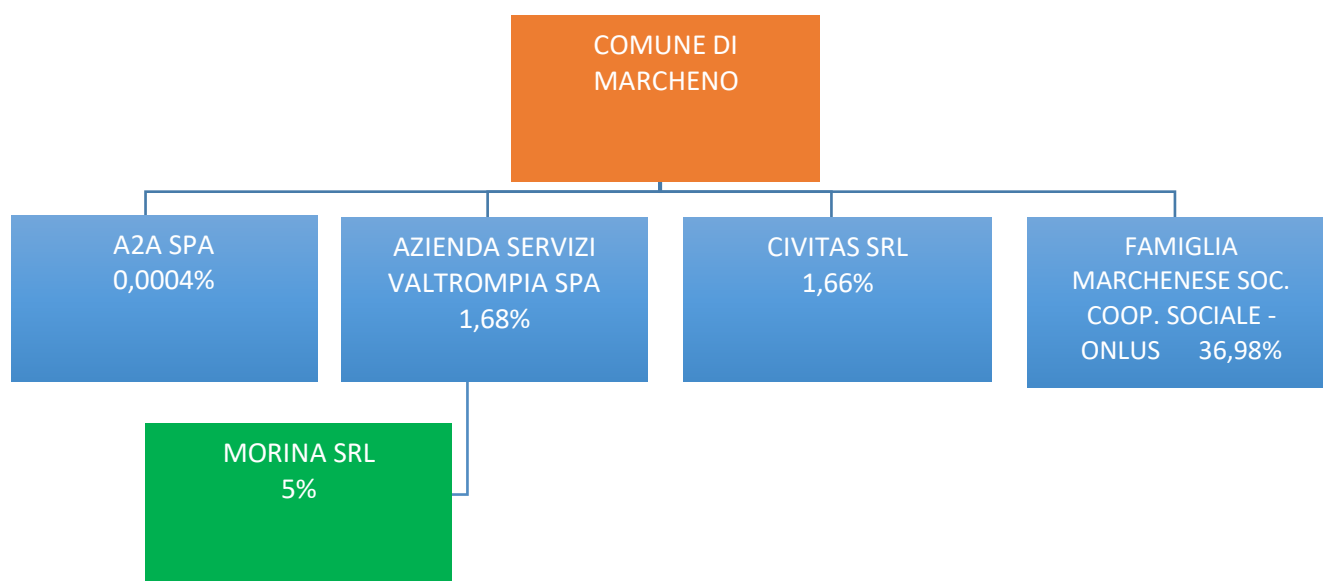 COMUNE DI
MARCHENO
A2A SPA
0,0004%
AZIENDA SERVIZI
VALTROMPIA SPA
1,68%
CIVITAS SRL
1,66%
FAMIGLIA
MARCHENESE SOC.
COOP. SOCIALE -
ONLUS 36,98%
MORINA SRL
5%